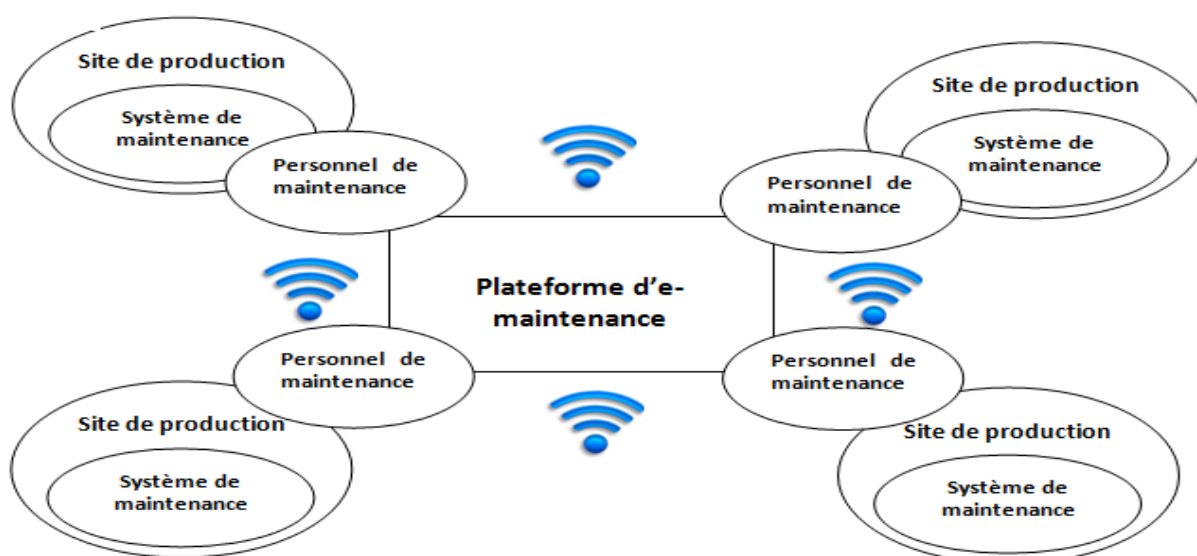 Site de production
Système de
maintenance
Personnel de
maintenance
Site de production
Système de
maintenance
Personnel de
maintenance
Plateforme d’e-
maintenance
Personnel de
maintenance
Site de production
Système de
maintenance
Personnel de
maintenance
Site de production
Système de
maintenance